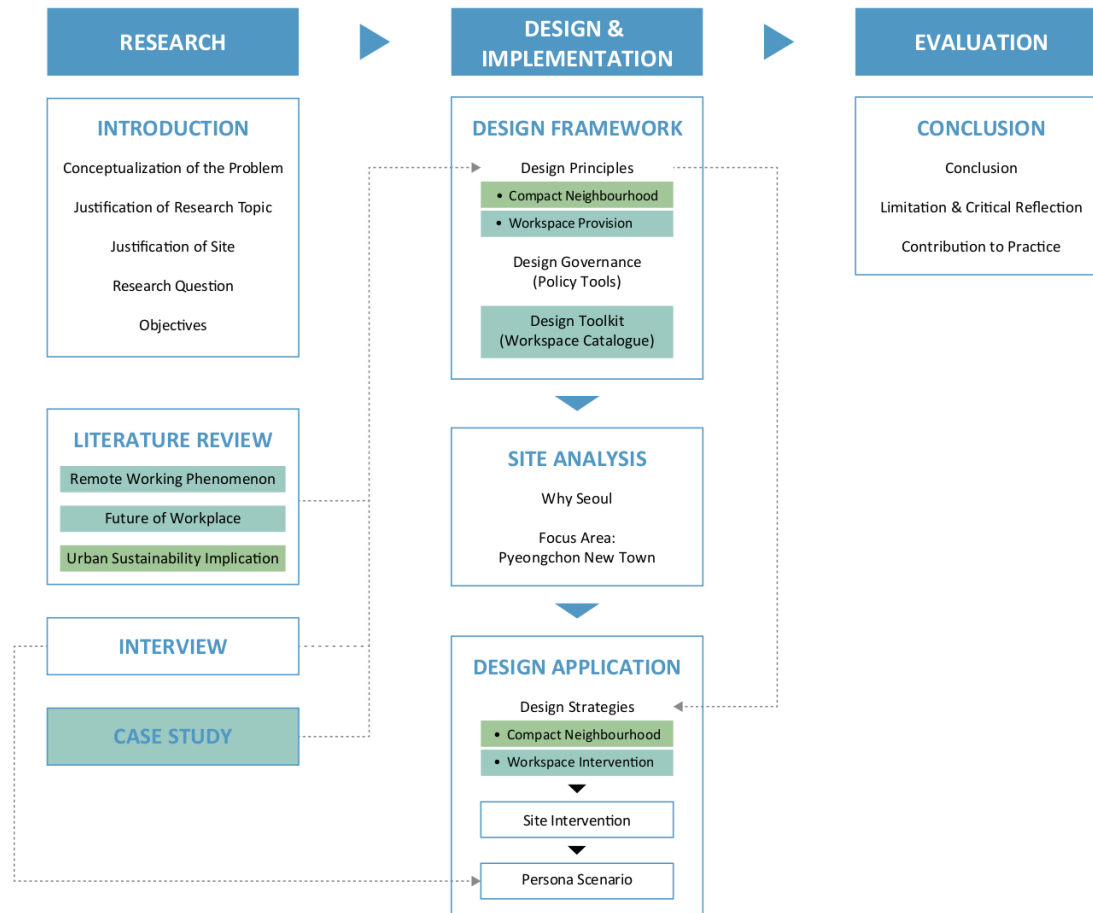 RESEARCH
INTRODUCTION
Conceptualization of the Problem
Justification of Research Topic
Justification of Site
Research Question
Objectives
LITERATURE REVIEW
Remote Working Phenomenon
Future of Workplace
Urban Sustainability Implication
INTERVIEW
CASE STUDY
DESIGN &
IMPLEMENTATION
DESIGN FRAMEWORK
Design Principles
• Compact Neighbourhood
• Workspace Provision
Design Governance
(Policy Tools)
Design Toolkit
(Workspace Catalogue)
SITE ANALYSIS
Why Seoul
Focus Area:
Pyeongchon New Town
DESIGN APPLICATION
Design Strategies
• Compact Neighbourhood
• Workspace Intervention
Site Intervention
Persona Scenario
EVALUATION
CONCLUSION
Conclusion
Limitation & Critical Reflection
Contribution to Practice